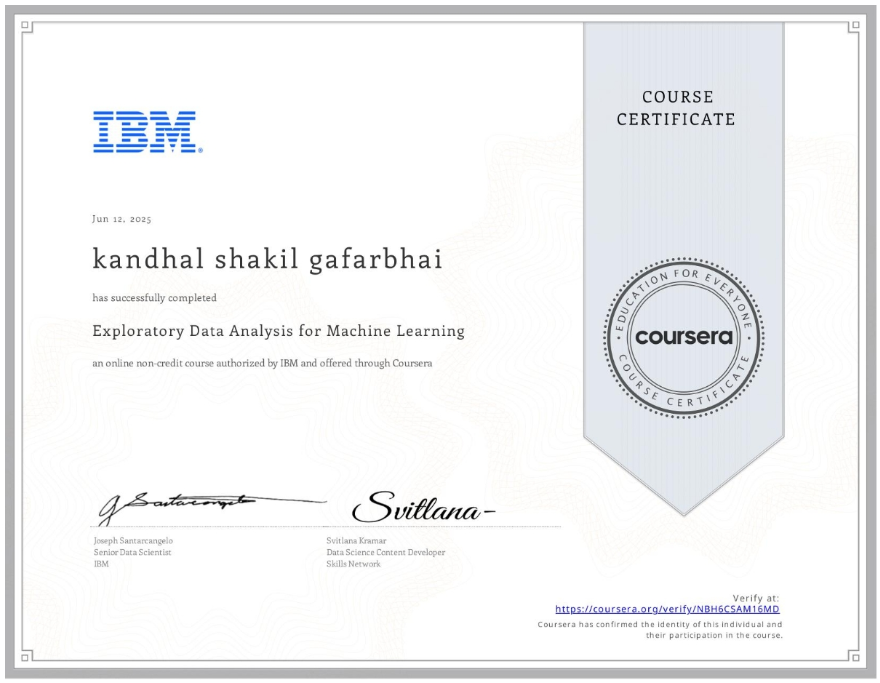 COURSE
CERTIFICATE
IBM®
Jun 12, 2025
kandhal shakil gafarbhai
has successfully completed
Exploratory Data Analysis for Machine Learning
an online non-credit course authorized by IBM and offered through Coursera
EDUCATION FOR EVERYONE
coursera
COURSE CERTIFICATE
J Santarcangelo
Svitlana
Joseph Santarcangelo
Senior Data Scientist
IBM
Svitlana Kramar
Data Science Content Developer
Skills Network
Verify at:
https://coursera.org/verify/NBH6CSAM16MD
Coursera has confirmed the identity of this individual and
their participation in the course.